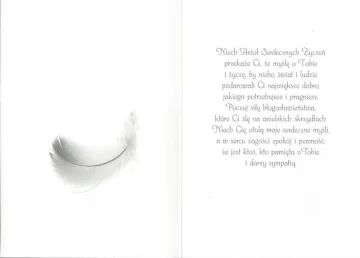 Niech Anioł Serdecznych Życzeń
przekaże Ci, że myślę o Tobie
i życzę, by niebo, świat i ludzie
podarowali Ci największe dobro,
jakiego potrzebujesz i pragniesz.
Poczuj siłę błogosławieństwa,
które Ci ślę na anielskich skrzydłach
Niech Cię otulą moje serdeczne myśli,
a w sercu zagości spokój i pewność,
że jest ktoś, kto pamięta o Tobie
i darzy sympatią